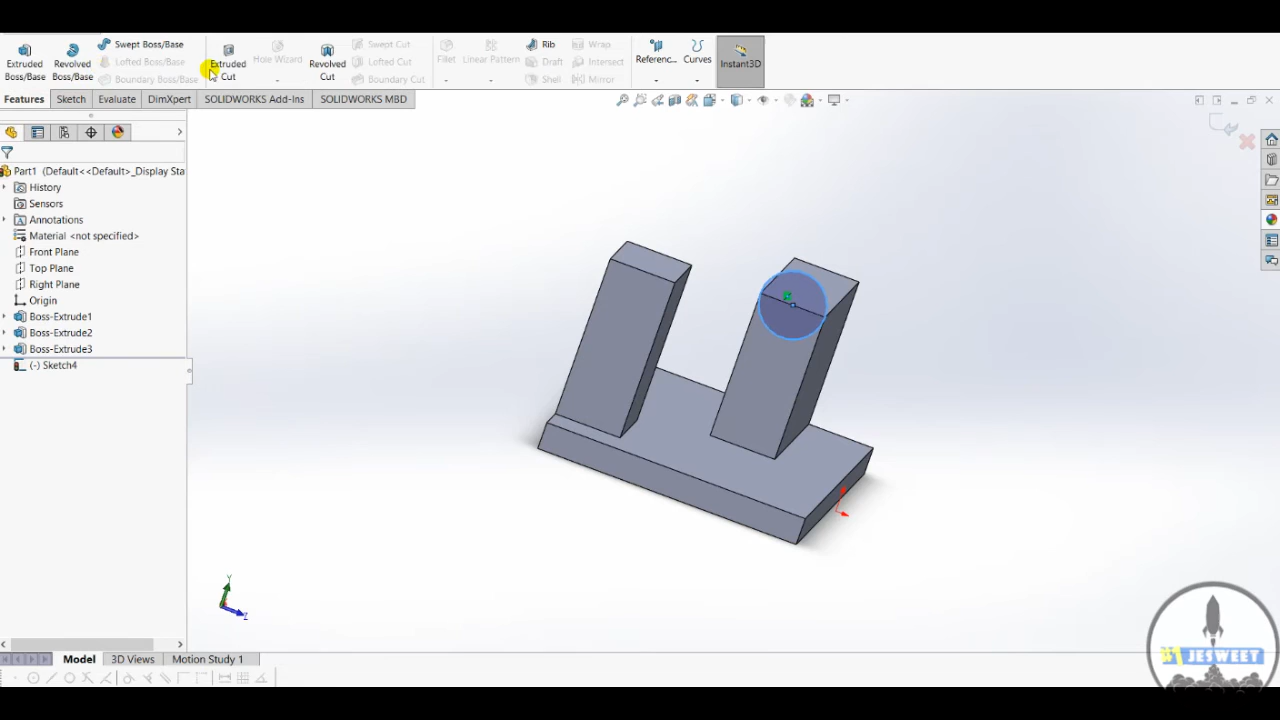 Extruded Boss/Base
Revolved Boss/Base
Swept Boss/Base
Lofted Boss/Base
Boundary Boss/Base
Extruded Cut
Hole Wizard
Revolved Cut
Swept Cut
Lofted Cut
Boundary Cut
Fillet
Linear Pattern
Rib
Draft
Shell
Wrap
Intersect
Mirror
Referenc...
Curves
Instant3D
Features
Sketch
Evaluate
DimXpert
SOLIDWORKS Add-Ins
SOLIDWORKS MBD
Part1 (Default<<Default>_Display Sta
History
Sensors
Annotations
Material <not specified>
Front Plane
Top Plane
Right Plane
Origin
Boss-Extrude1
Boss-Extrude2
Boss-Extrude3
(-) Sketch4
Y
Z
Model
3D Views
Motion Study 1
JESWEET